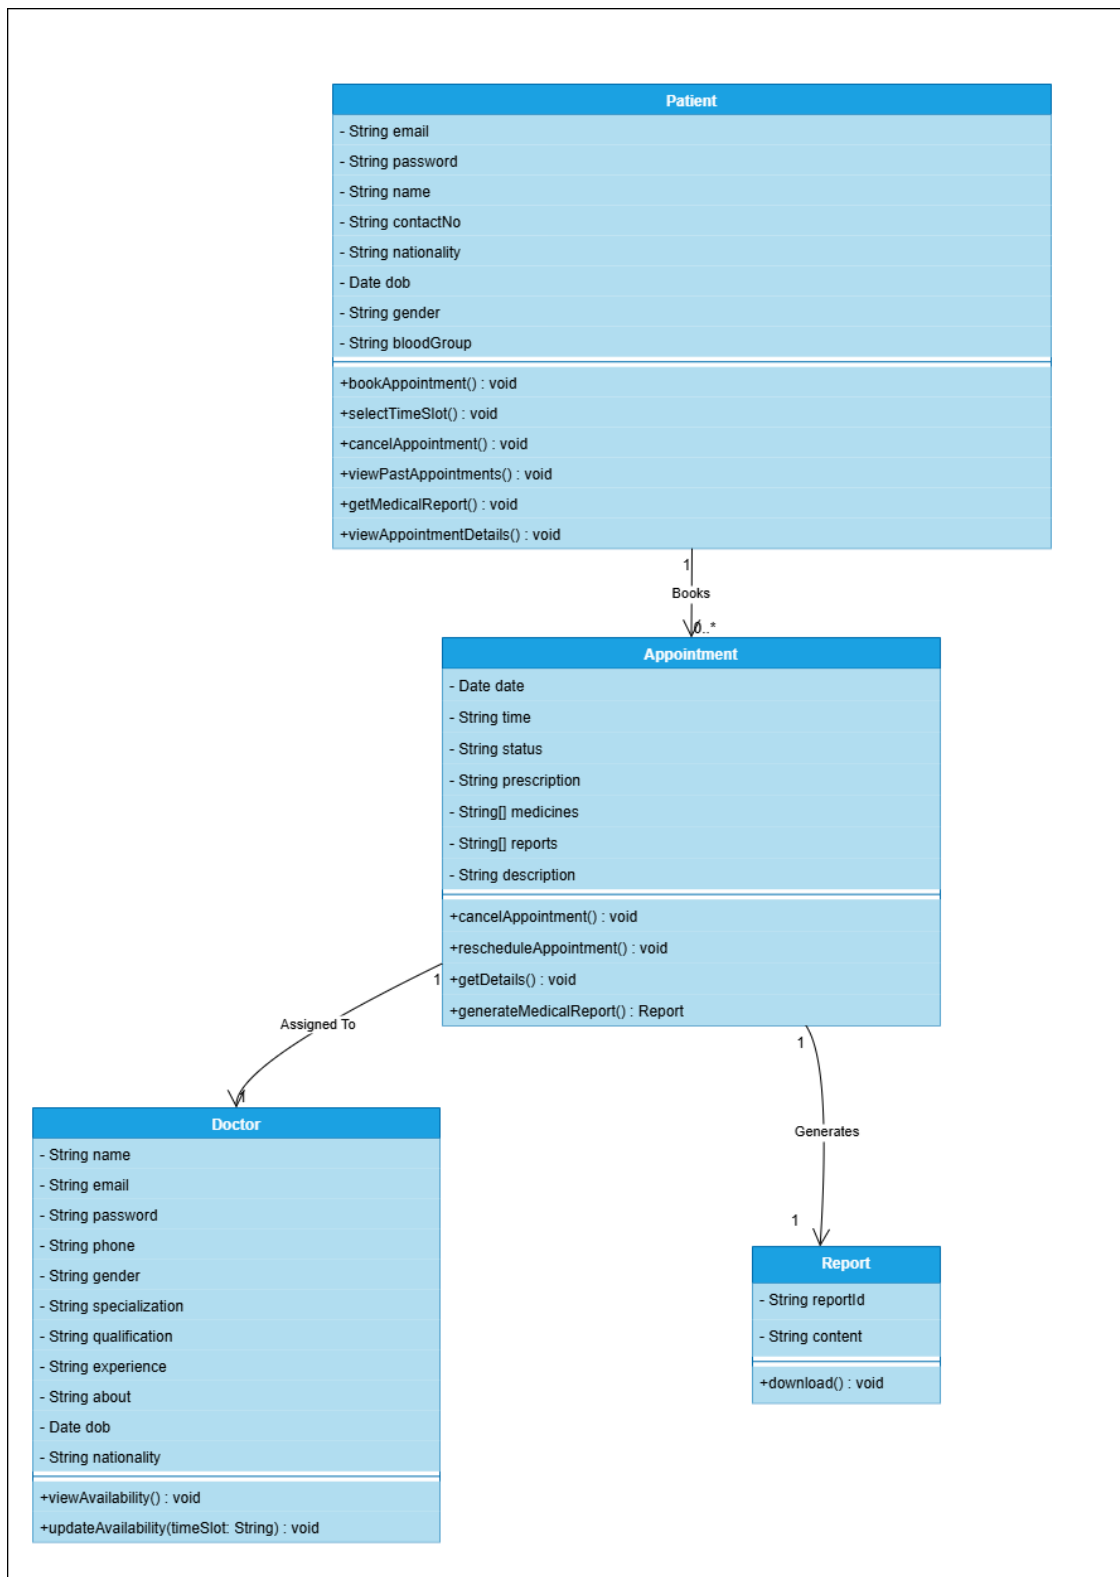 Patient
- String email
- String password
- String name
- String contactNo
- String nationality
- Date dob
- String gender
- String bloodGroup
+bookAppointment() : void
+selectTimeSlot() : void
+cancelAppointment() : void
+viewPastAppointments() : void
+getMedicalReport() : void
+viewAppointmentDetails() : void
1
Books
0..*
Appointment
- Date date
- String time
- String status
- String prescription
- String[] medicines
- String[] reports
- String description
+cancelAppointment() : void
+rescheduleAppointment() : void
+getDetails() : void
+generateMedicalReport() : Report
1
Assigned To
1
Doctor
- String name
- String email
- String password
- String phone
- String gender
- String specialization
- String qualification
- String experience
- String about
- Date dob
- String nationality
+viewAvailability() : void
+updateAvailability(timeSlot: String) : void
1
Generates
1
Report
- String reportId
- String content
+download() : void